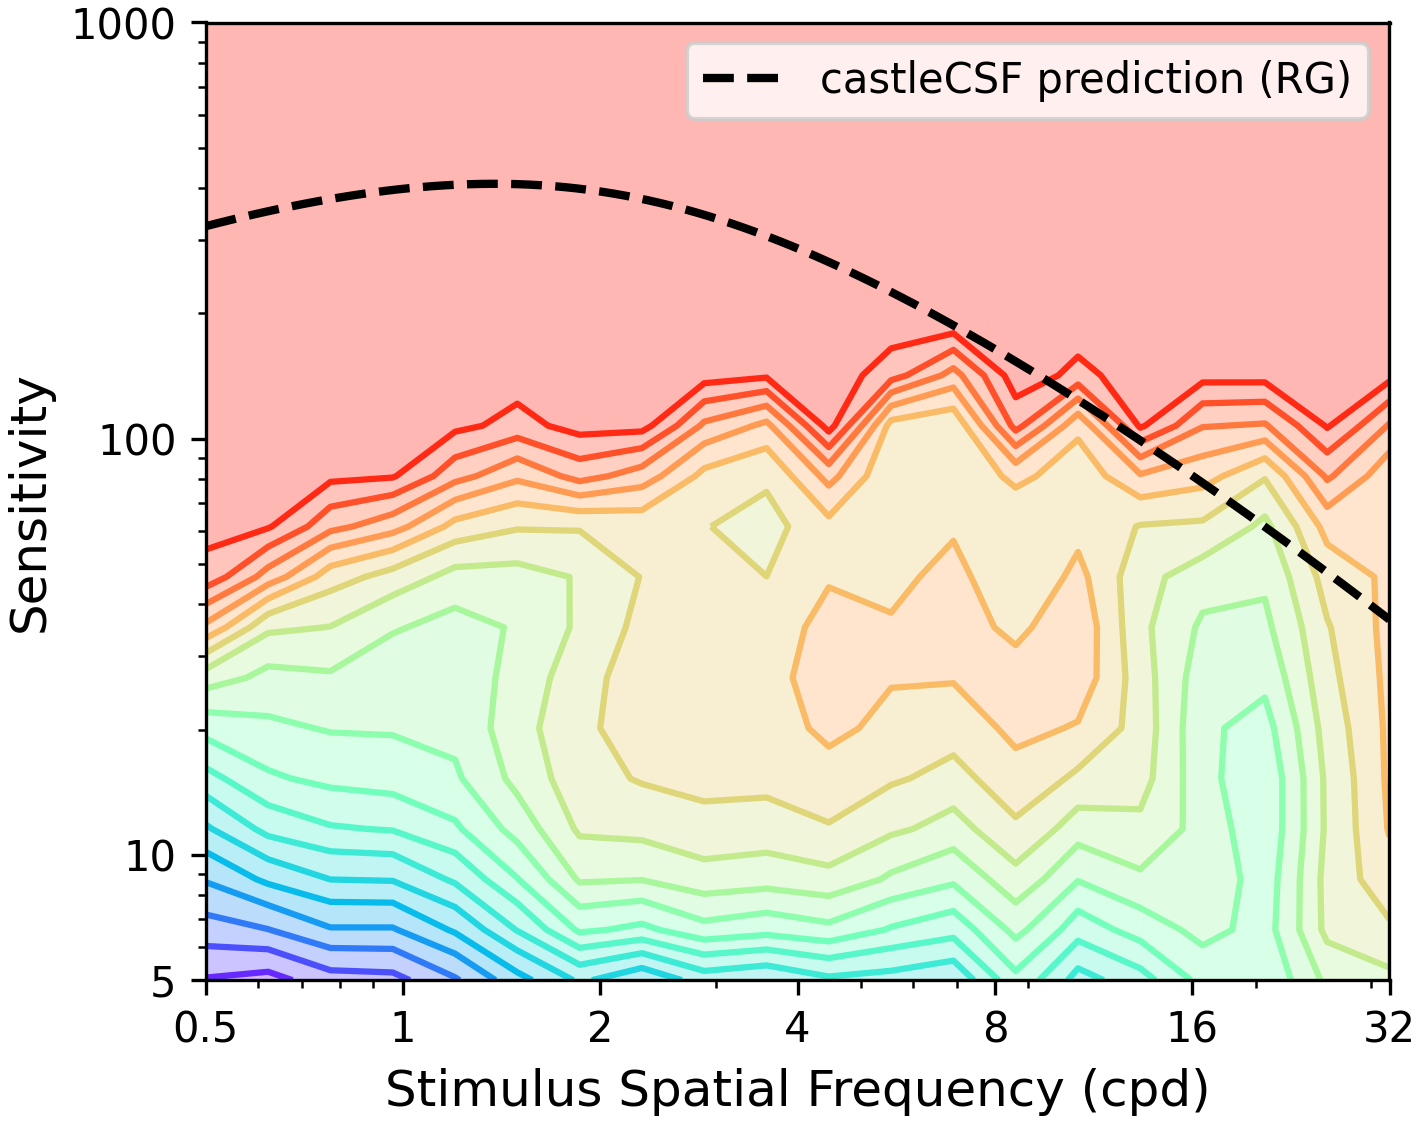 1000
castleCSF prediction (RG)
100
Sensitivity
10
5
0.5 1 2 4 8 16 32
Stimulus Spatial Frequency (cpd)